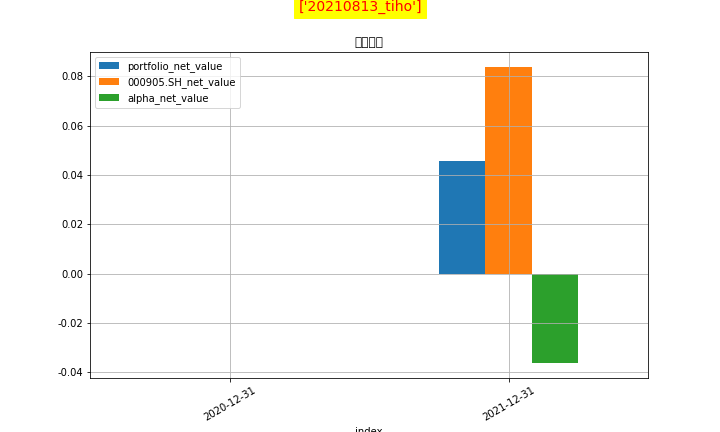 ['20210813_tiho']
portfolio_net_value
000905.SH_net_value
alpha_net_value
0.08
0.06
0.04
0.02
0.00
-0.02
-0.04
2020-12-31
2021-12-31
index